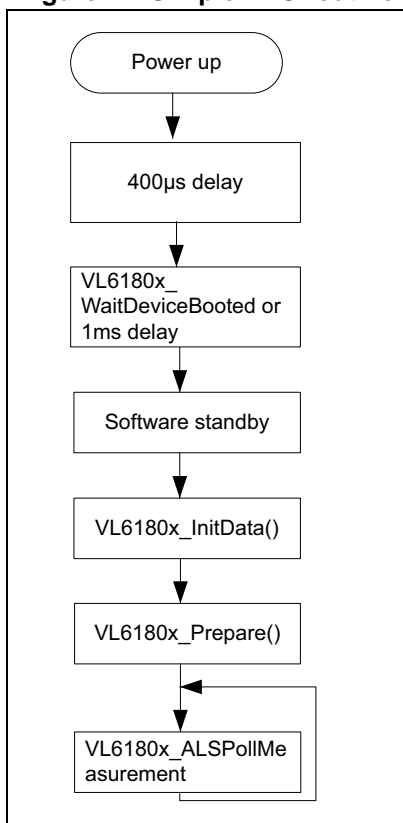 Power up
400µs delay
VL6180x_
WaitDeviceBooted or
1ms delay
Software standby
VL6180x_InitData()
VL6180x_Prepare()
VL6180x_ALSPollMe
asurement